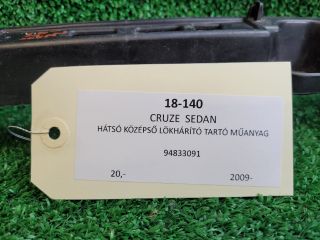 18-140
CRUZE SEDAN
HÁTSÓ KÖZÉPSŐ LÖKHÁRÍTÓ TARTÓ MŰANYAG
94833091
20,- 2009-